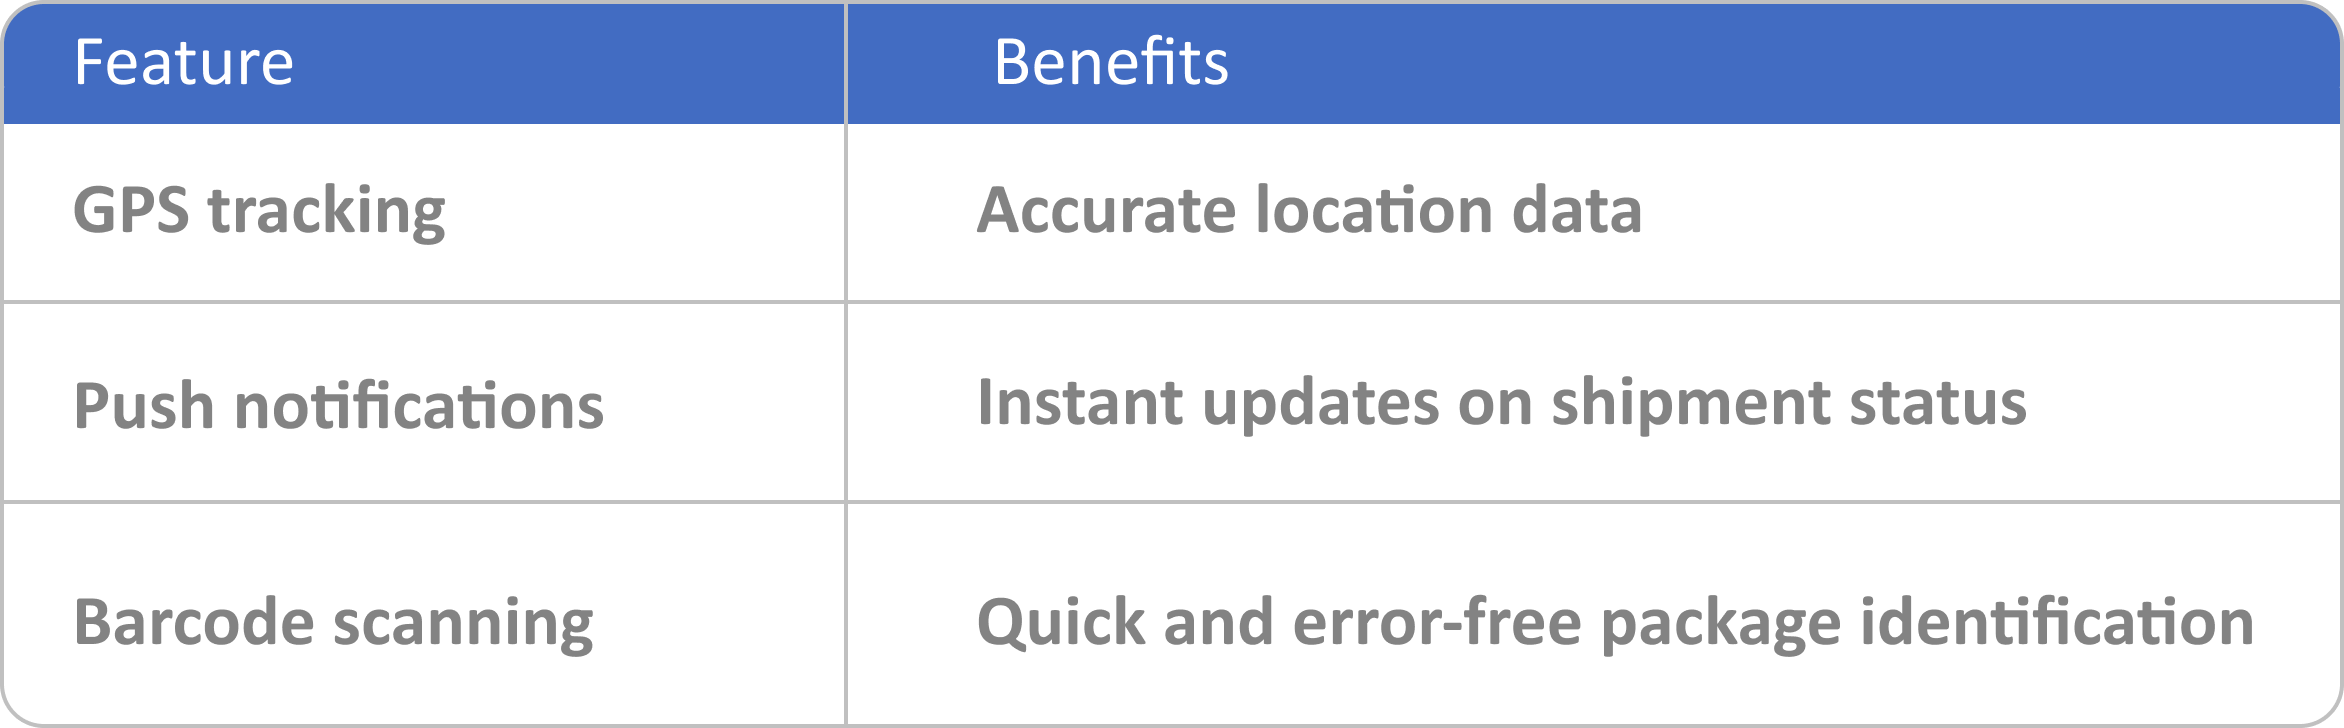 Feature Benefits
GPS tracking Accurate location data
Push notifications Instant updates on shipment status
Barcode scanning Quick and error-free package identification